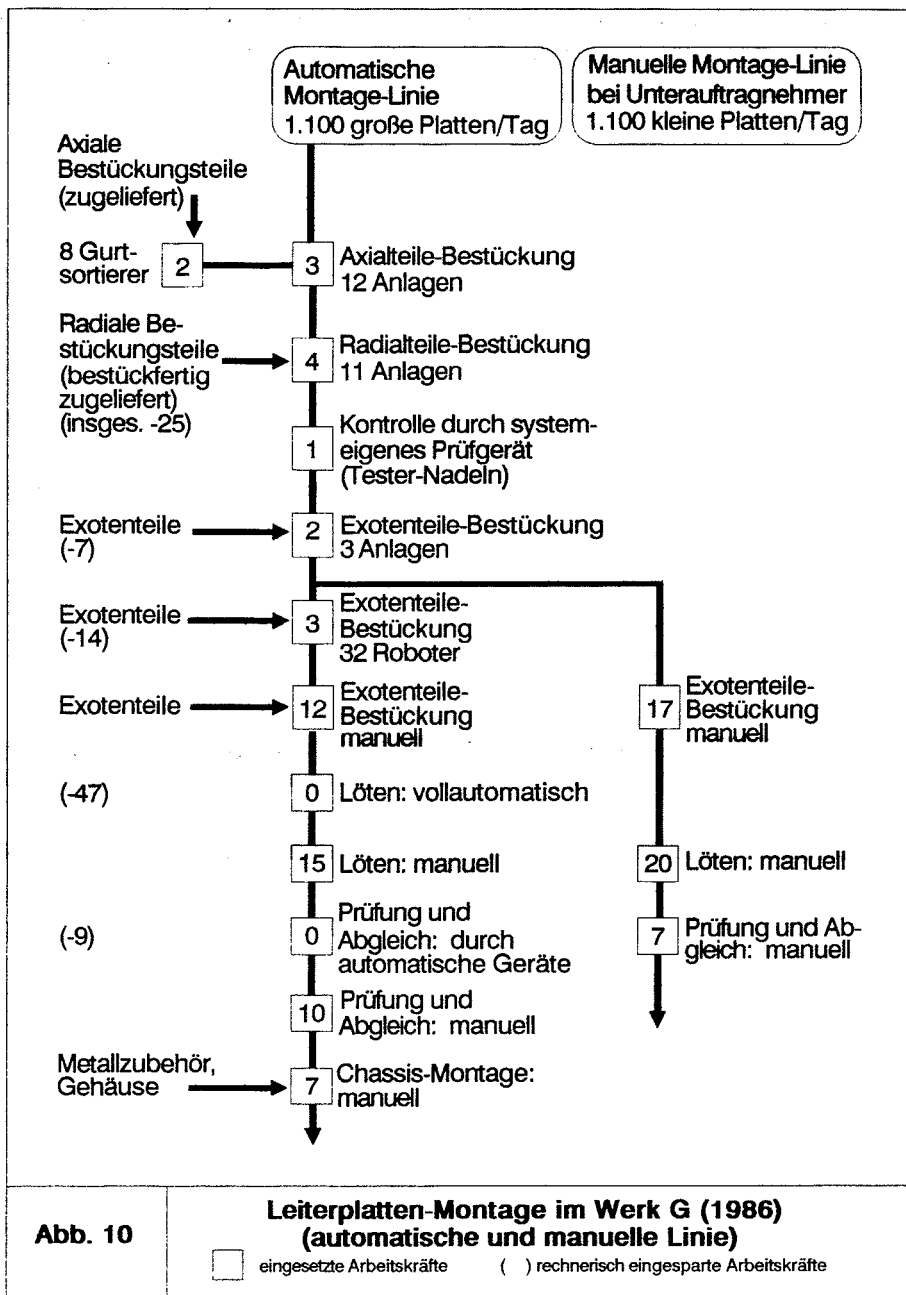 Automatische
Montage-Linie
1.100 große Platten/Tag
Manuelle Montage-Linie
bei Unterauftragnehmer
1.100 kleine Platten/Tag
Axiale
Bestückungsteile
(zugeliefert)
8 Gurt-
sortierer
2
3
Axialteile-Bestückung
12 Anlagen
Radiale Be-
stückungsteile
(bestückfertig
zugeliefert)
(insges. -25)
4
Radialteile-Bestückung
11 Anlagen
1
Kontrolle durch system-
eigenes Prüfgerät
(Tester-Nadeln)
Exotenteile
(-7)
2
Exotenteile-Bestückung
3 Anlagen
Exotenteile
(-14)
3
Exotenteile-
Bestückung
32 Roboter
Exotenteile
12
Exotenteile-
Bestückung
manuell
17
Exotenteile-
Bestückung
manuell
(-47)
0
Löten: vollautomatisch
15
Löten: manuell
20
Löten: manuell
(-9)
0
Prüfung und
Abgleich: durch
automatische Geräte
7
Prüfung und Ab-
gleich: manuell
10
Prüfung und
Abgleich: manuell
Metallzubehör,
Gehäuse
7
Chassis-Montage:
manuell
Abb. 10
Leiterplatten-Montage im Werk G (1986)
(automatische und manuelle Linie)
eingesetzte Arbeitskräfte ( ) rechnerisch eingesparte Arbeitskräfte